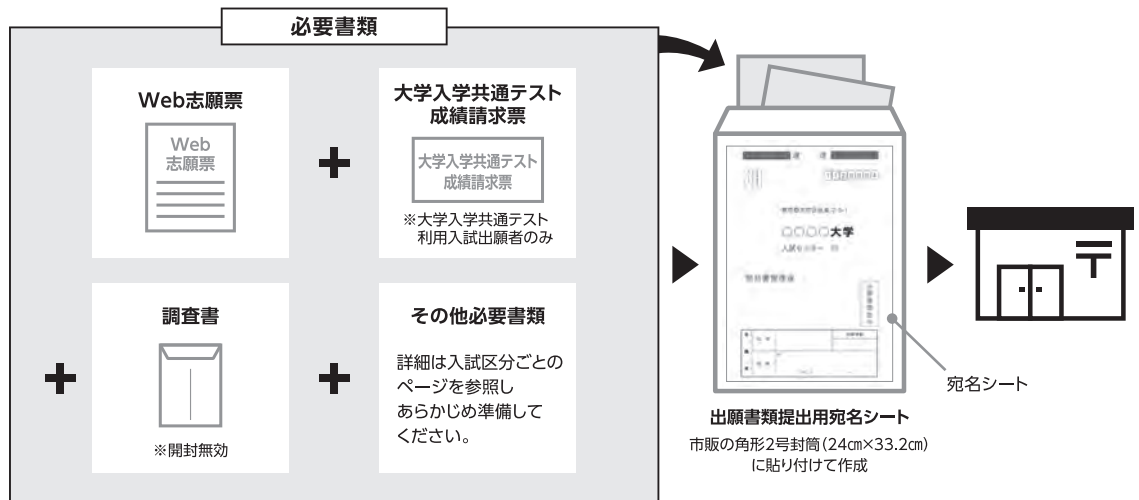 必要書類
Web志願票
Web
志願票
大学入学共通テスト
成績請求票
大学入学共通テスト
成績請求票
※大学入学共通テスト
利用入試出願者のみ
調査書
※開封無効
その他必要書類
詳細は入試区分ごとの
ページを参照し
あらかじめ準備して
ください。
〇〇〇〇大学
宛名シート
出願書類提出用宛名シート
市販の角形2号封筒(24㎝×33.2㎝)
に貼り付けて作成
〒